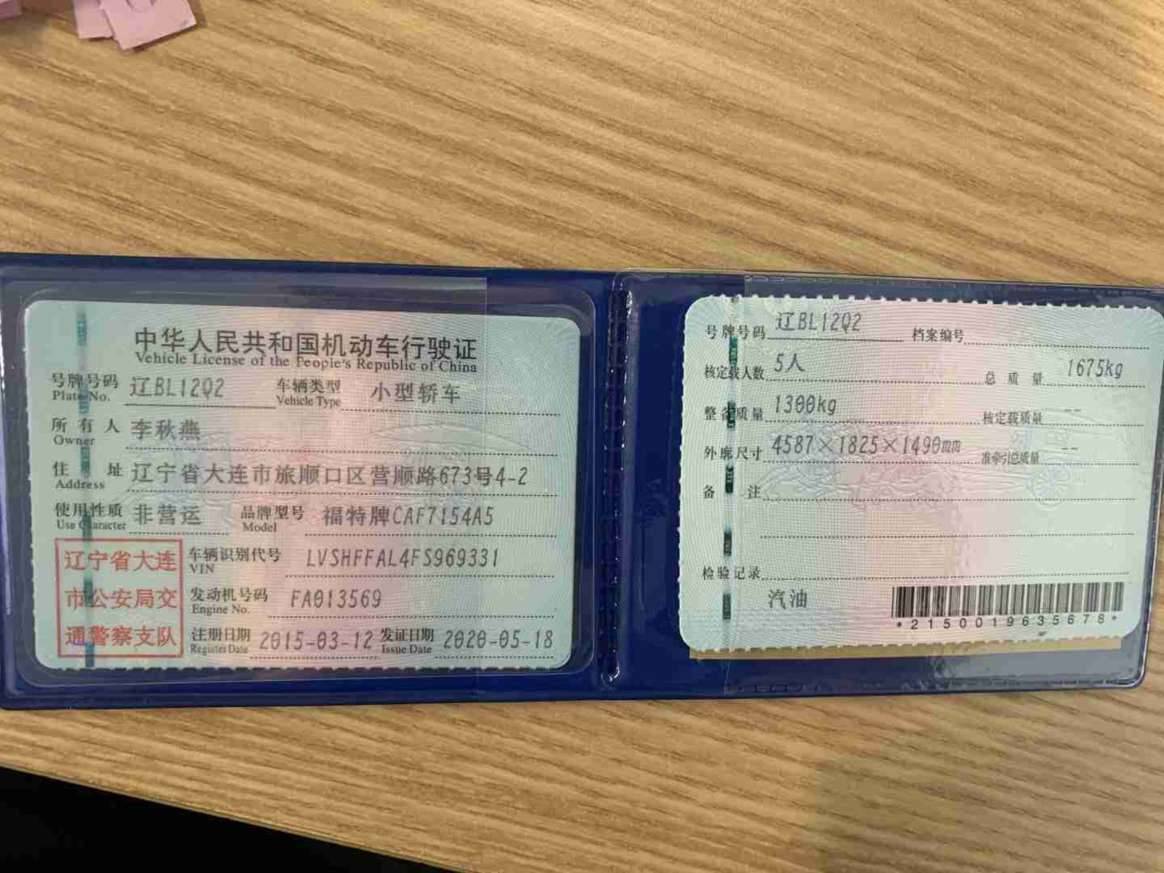 中华人民共和国机动车行驶证
Vehicle License of the People's Republic of China
号牌号码 辽BL12Q2 车辆类型 小型轿车
Plate No. Vehicle Type
所有人 李秋燕
Owner
住址 辽宁省大连市旅顺口区营顺路673号4-2
Address
使用性质 非营运 品牌型号 福特牌CAF7154A5
Use Character Model
辽宁省大连
市公安局交
通警察支队
车辆识别代号 LVSHFFAL4FS969331
VIN
发动机号码 FA013569
Engine No.
注册日期 2015-03-12 发证日期 2020-05-18
Register Date Issue Date
号牌号码 辽BL12Q2 档案编号
核定载人数 5人 总质量 1675kg
整备质量 1300kg 核定载质量 --
外廓尺寸 4587×1825×1490mm 准牵引总质量 --
备注
检验记录
汽油
*2150019635678*